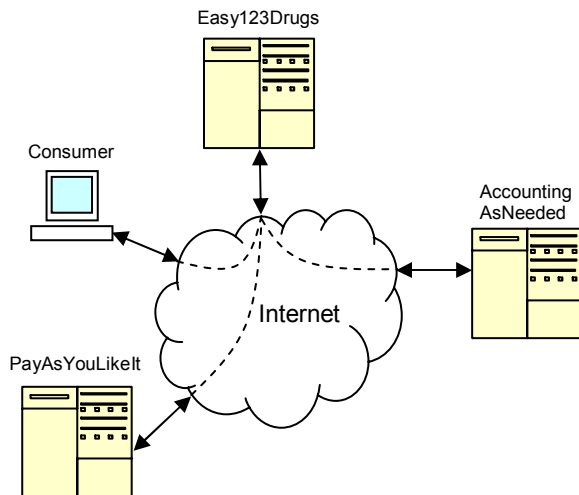 Easy123Drugs
Consumer
Accounting
AsNeeded
Internet
PayAsYouLikeIt